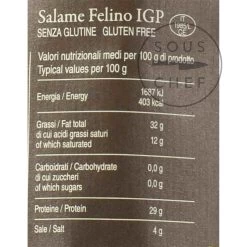 Salame Felino IGP
SENZA GLUTINE GLUTEN FREE
IT
CE
SOUS
CHEF
Valori nutrizionali medi per 100 g di prodotto
Typical values per 100 g
Energia / Energy
1687 kJ
403 kcal
Grassi / Fat total 32 g
di cui acidi grassi saturi
of which saturated 12 g
Carboidrati / Carbohydrate 0,0 g
di cui zuccheri
of which sugars 0,0 g
Proteine / Protein 29 g
Sale / Salt 4 g